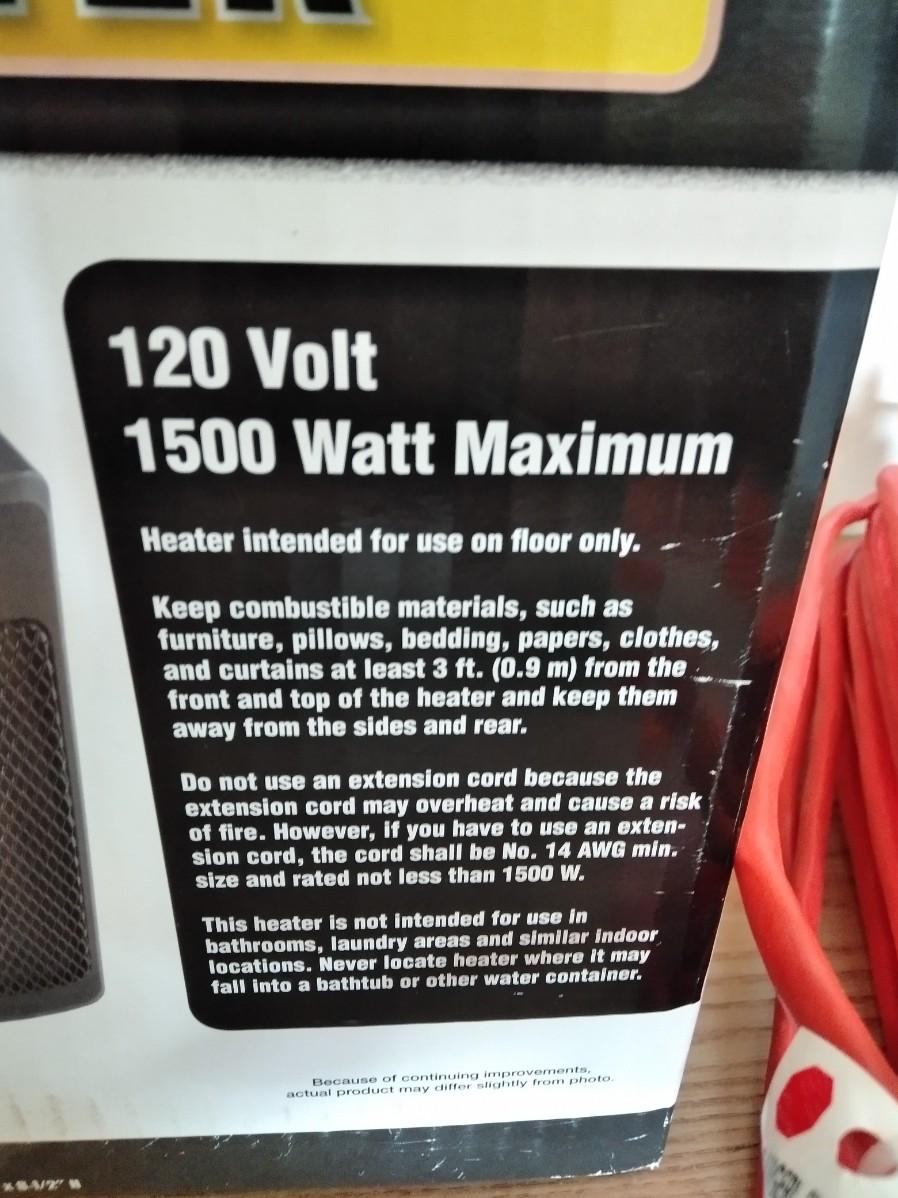 120 Volt
1500 Watt Maximum
Heater intended for use on floor only.
Keep combustible materials, such as
furniture, pillows, bedding, papers, clothes,
and curtains at least 3 ft. (0.9 m) from the
front and top of the heater and keep them
away from the sides and rear.
Do not use an extension cord because the
extension cord may overheat and cause a risk
of fire. However, if you have to use an exten-
sion cord, the cord shall be No. 14 AWG min.
size and rated not less than 1500 W.
This heater is not intended for use in
bathrooms, laundry areas and similar indoor
locations. Never locate heater where it may
fall into a bathtub or other water container.
Because of continuing improvements,
actual product may differ slightly from photo.
x 8-1/2" H